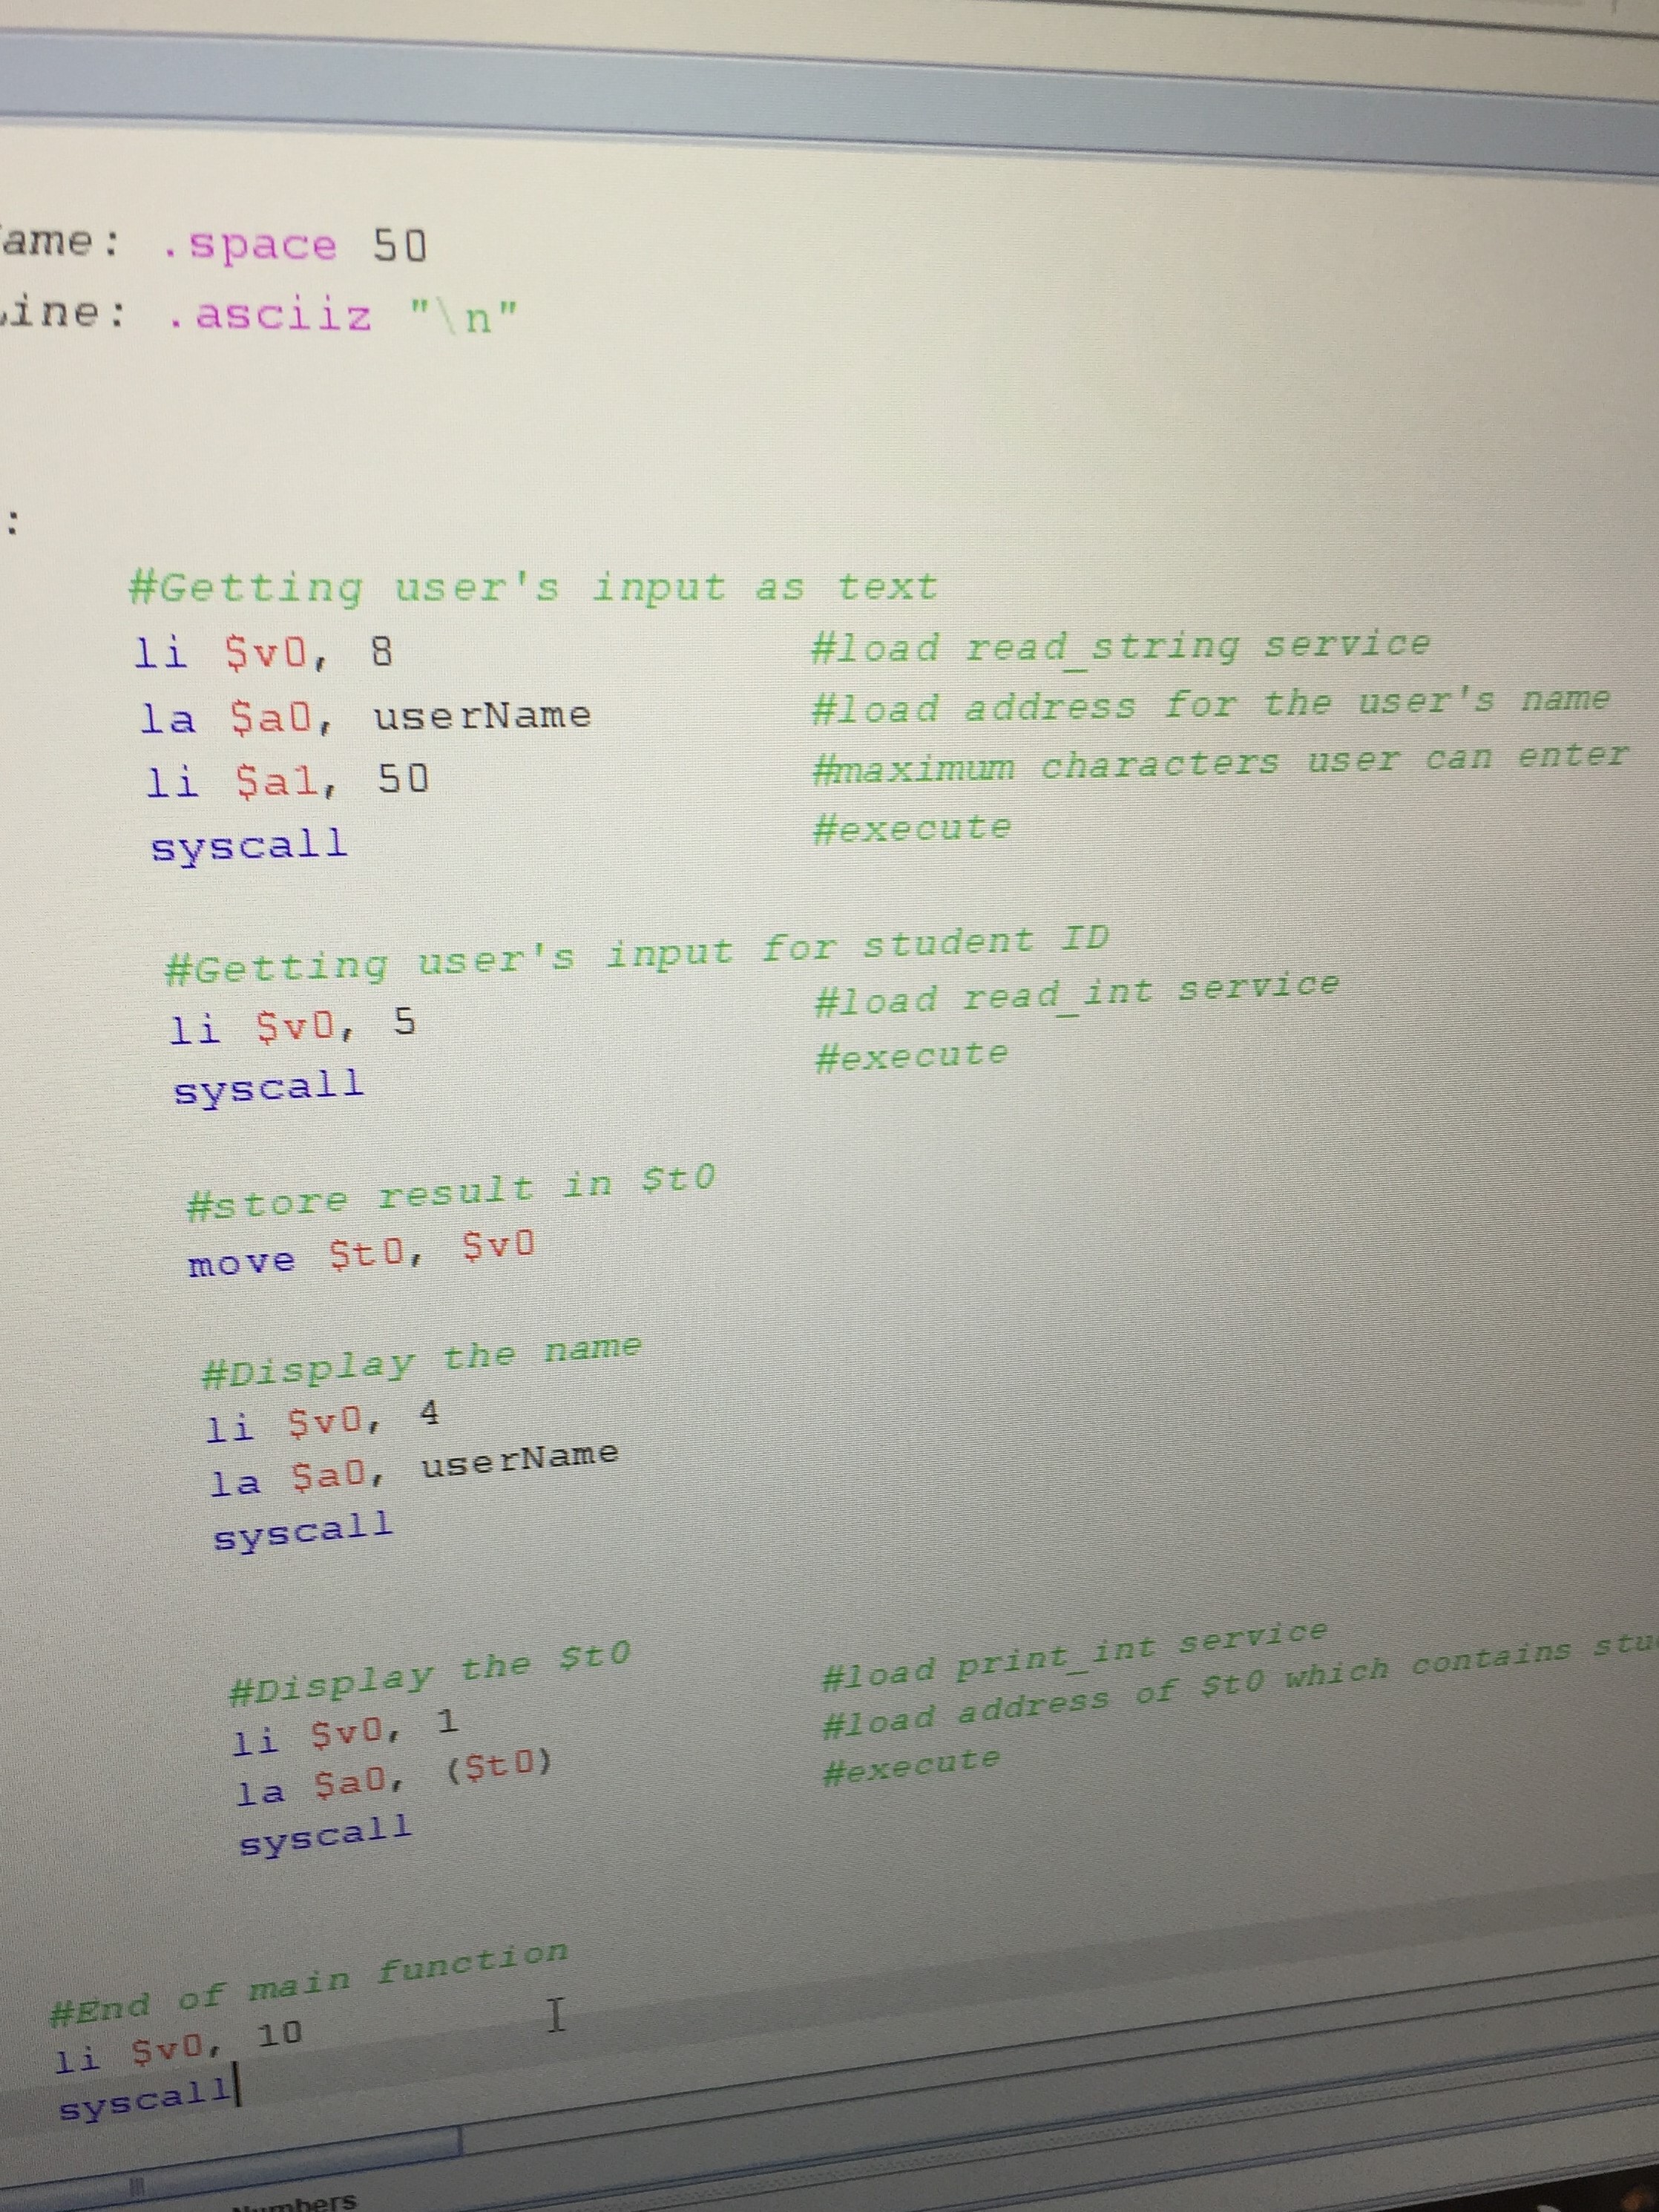 ame: .space 50
ine: .asciiz "\n"
:
#Getting user's input as text
li $v0, 8 #load read_string service
la $a0, userName #load address for the user's name
li $a1, 50 #maximum characters user can enter
syscall #execute
#Getting user's input for student ID
li $v0, 5 #load read_int service
syscall #execute
#store result in $t0
move $t0, $v0
#Display the name
li $v0, 4
la $a0, userName
syscall
#Display the $t0
li $v0, 1 #load print_int service
la $a0, ($t0) #load address of $t0 which contains stu
syscall #execute
#End of main function
li $v0, 10
syscall
Numbers